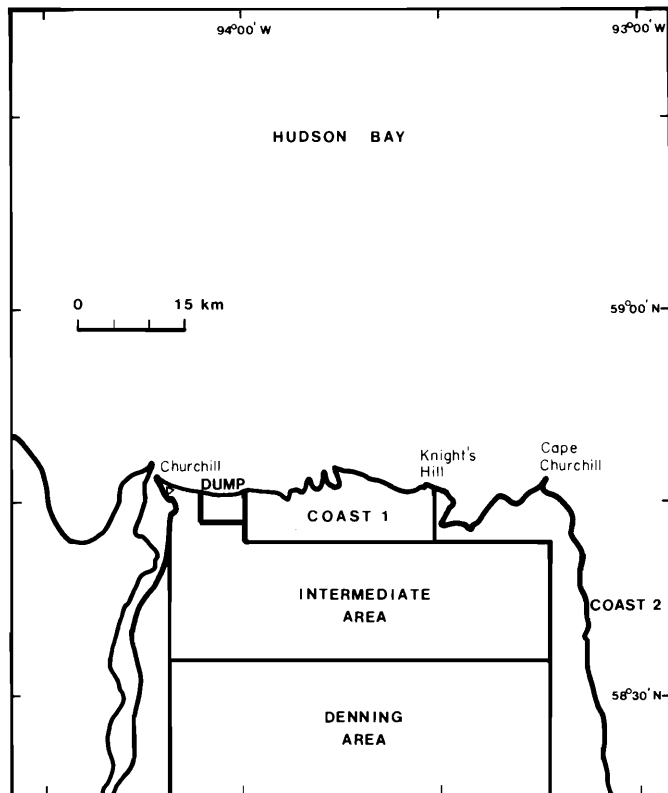 94°00' W
93°00' W
HUDSON BAY
0 15 km
59°00' N
Churchill
DUMP
Knight's
Hill
Cape
Churchill
COAST 1
INTERMEDIATE
AREA
COAST 2
58°30' N
DENNING
AREA